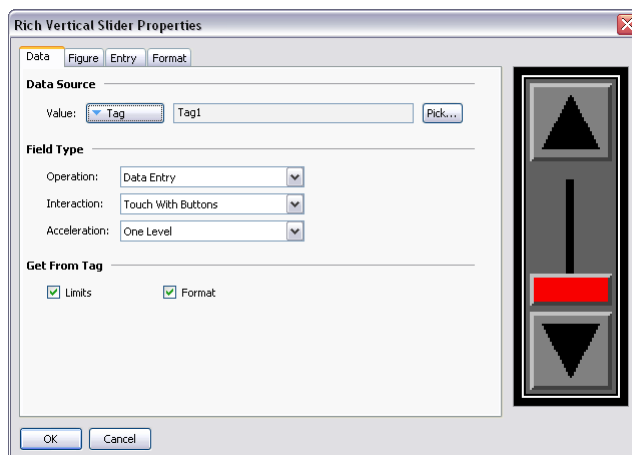 Rich Vertical Slider Properties
Data Figure Entry Format
Data Source
Value: Tag Tag1 Pick...
Field Type
Operation: Data Entry
Interaction: Touch With Buttons
Acceleration: One Level
Get From Tag
Limits Format
OK Cancel